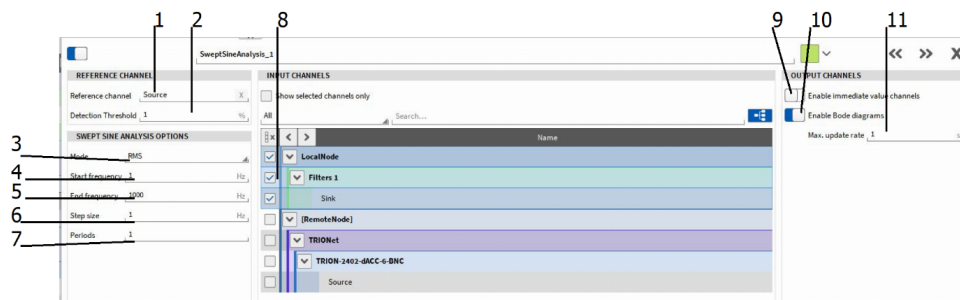 1 2 8 9 10 11
SweptSineAnalysis_1
REFERENCE CHANNEL
Reference channel Source X
Detection Threshold 1 %
SWEPT SINE ANALYSIS OPTIONS
3 Mode RMS
4 Start frequency 1 Hz
5 End frequency 1000 Hz
6 Step size 1 Hz
7 Periods 1
INPUT CHANNELS
Show selected channels only
All Search...
Name
LocalNode
Filters 1
Sink
[RemoteNode]
TRIONet
TRION-2402-dACC-6-BNC
Source
OUTPUT CHANNELS
Enable immediate value channels
Enable Bode diagrams
Max. update rate 1 s